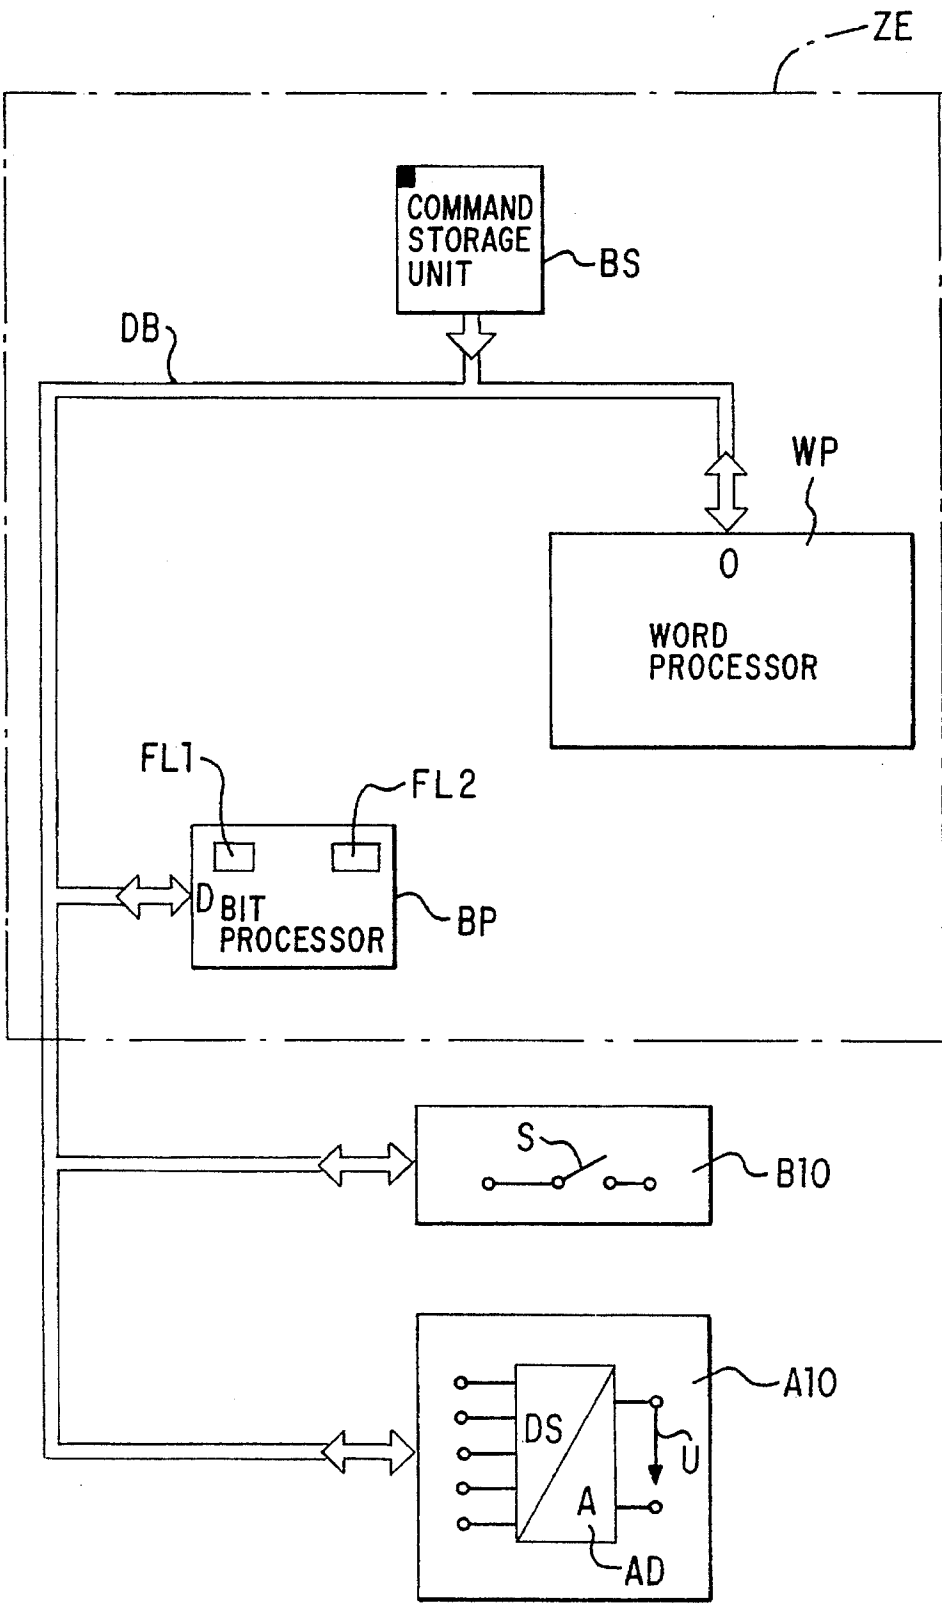 ZE
COMMAND
STORAGE
UNIT
BS
DB
WP
O
WORD
PROCESSOR
FL1
FL2
D
BIT
PROCESSOR
BP
S
B10
A10
DS
U
A
AD